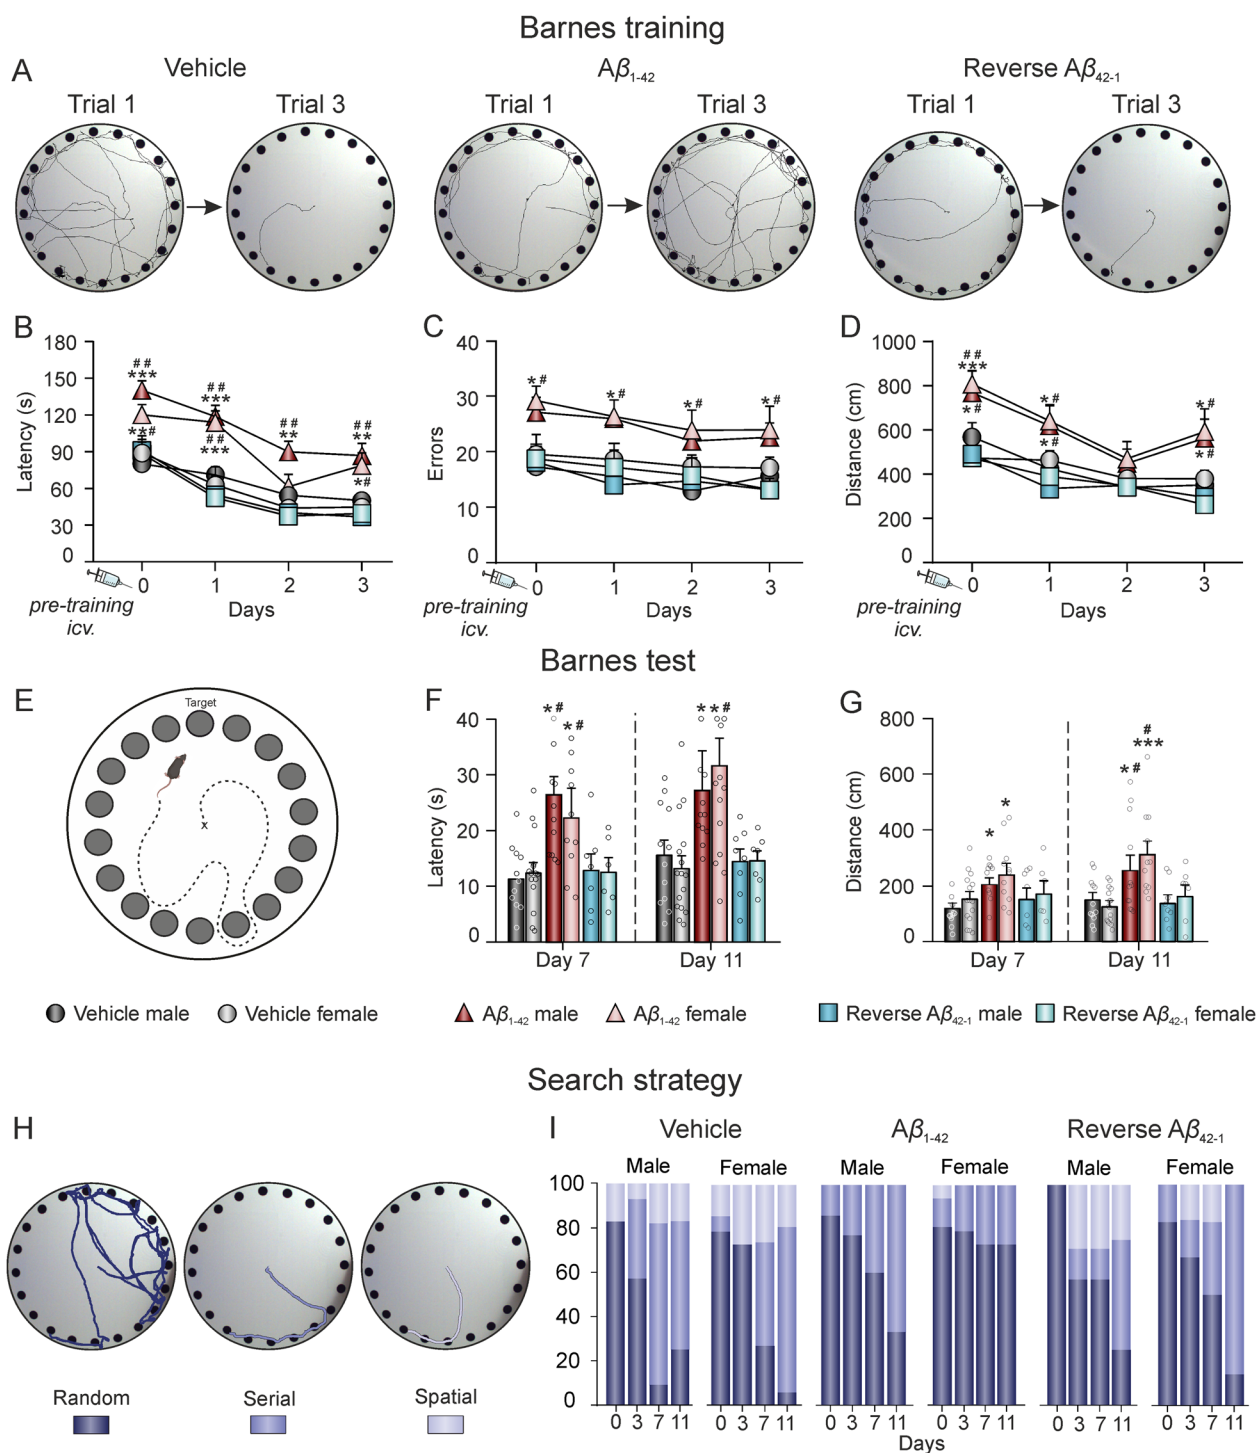 Barnes training
A
Vehicle
Aβ1-42
Reverse Aβ42-1
Trial 1
Trial 3
Trial 1
Trial 3
Trial 1
Trial 3
B
Latency (s)
180
150
120
90
60
30
0
##
***
**#
##
***
##
***
##
**
##
**
*#
0
1
2
3
Days
pre-training
icv.
C
Errors
40
30
20
10
0
*#
*#
*#
*#
0
1
2
3
Days
pre-training
icv.
D
Distance (cm)
1000
800
600
400
200
0
##
***
*#
*#
*#
*#
*#
0
1
2
3
Days
pre-training
icv.
Barnes test
E
Target
x
F
Latency (s)
40
30
20
10
0
*#
*#
*
**#
Day 7
Day 11
G
Distance (cm)
800
600
400
200
0
*
*
*#
#
***
Day 7
Day 11
Vehicle male
Vehicle female
Aβ1-42 male
Aβ1-42 female
Reverse Aβ42-1 male
Reverse Aβ42-1 female
Search strategy
H
Random
Serial
Spatial
I
Vehicle
Aβ1-42
Reverse Aβ42-1
Male
Female
Male
Female
Male
Female
100
80
60
40
20
0
0 3 7 11
0 3 7 11
0 3 7 11
0 3 7 11
0 3 7 11
0 3 7 11
Days